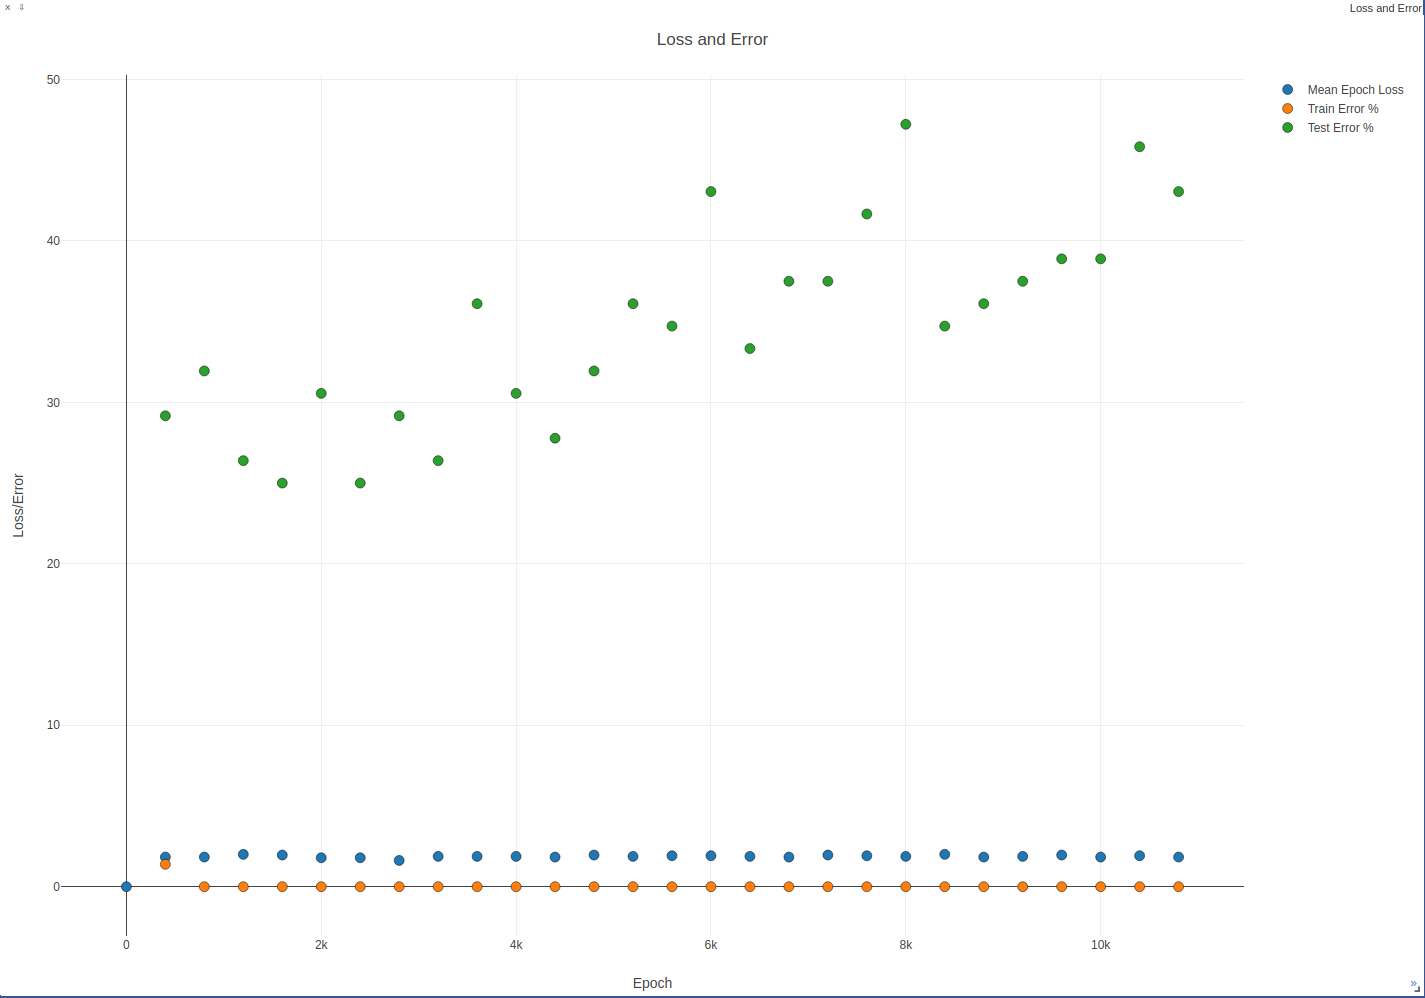 x ⇩
Loss and Error
Loss and Error
Mean Epoch Loss
Train Error %
Test Error %
50
40
30
20
10
0
Loss/Error
0 2k 4k 6k 8k 10k
Epoch
»